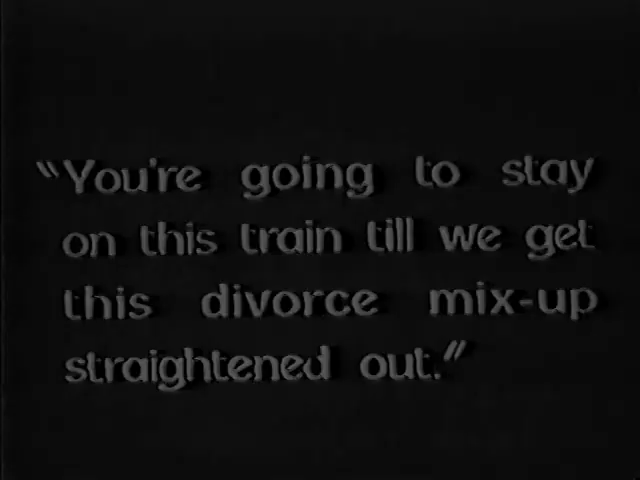 "You're going to stay
on this train till we get
this divorce mix-up
straightened out."